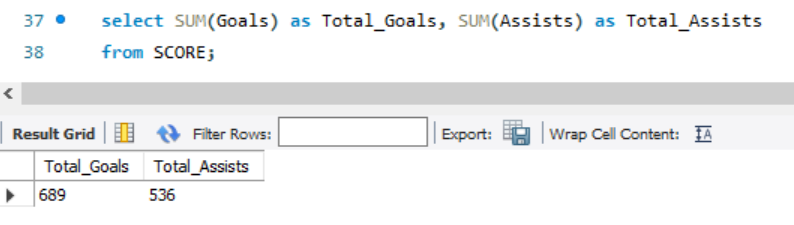 37 select SUM(Goals) as Total_Goals, SUM(Assists) as Total_Assists
38 from SCORE;
Result Grid Filter Rows: Export: Wrap Cell Content: IA
Total_Goals Total_Assists
689 536